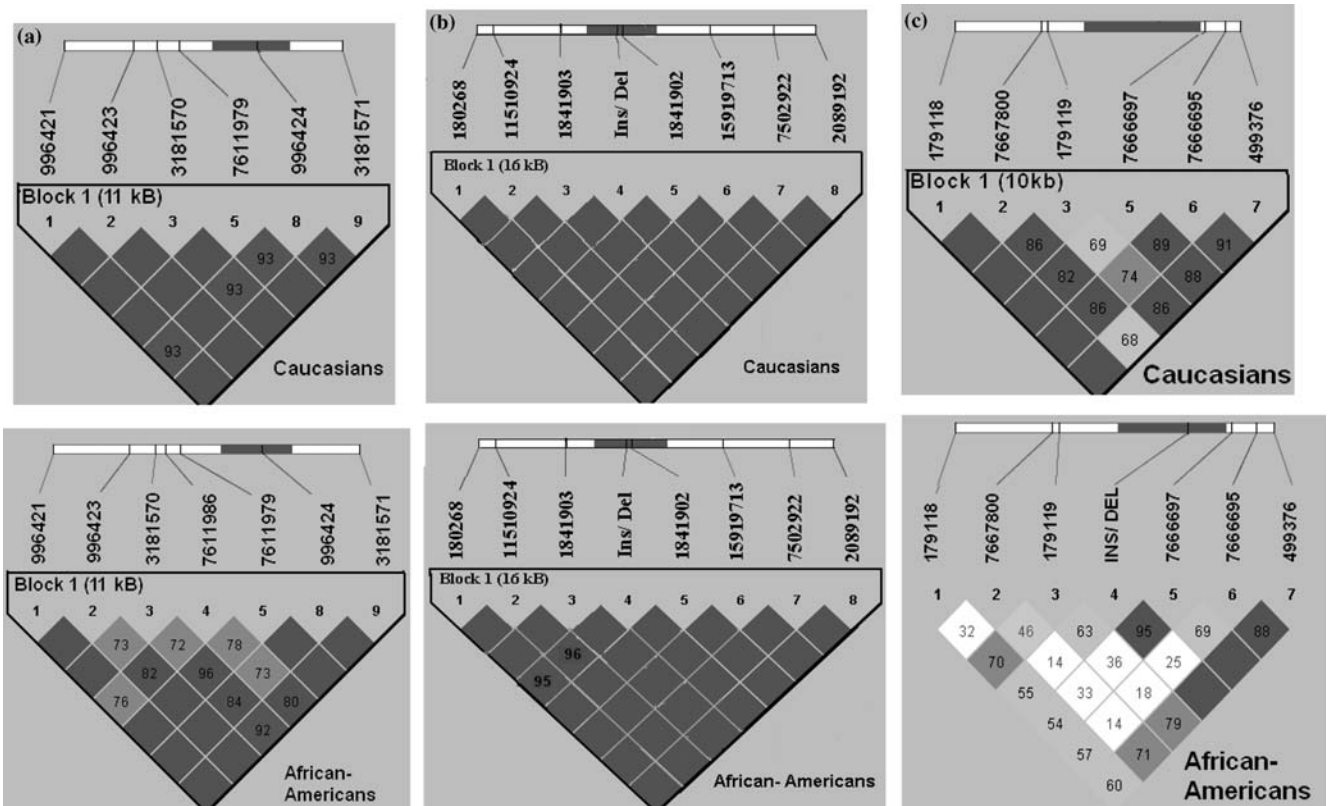 (a)
996421
996423
3181570
7611979
996424
3181571
Block 1 (11 kB)
1 2 3 5 8 9
93 93
93
93
Caucasians
(b)
180268
11510924
1841903
Ins/ Del
1841902
15919713
7502922
2089192
Block 1 (16 kB)
1 2 3 4 5 6 7 8
Caucasians
(c)
179118
7667800
179119
7666697
7666695
499376
Block 1 (10kb)
1 2 3 5 6 7
86 69 89 91
82 74 88
86 86
68
Caucasians
996421
996423
3181570
7611986
7611979
996424
3181571
Block 1 (11 kB)
1 2 3 4 5 8 9
73 72 78
82 96 73
76 84 80
92
African-
Americans
180268
11510924
1841903
Ins/ Del
1841902
15919713
7502922
2089192
Block 1 (16 kB)
1 2 3 4 5 6 7 8
96
95
African- Americans
179118
7667800
179119
INS/ DEL
7666697
7666695
499376
1 2 3 4 5 6 7
32 46 63 95 69 88
70 14 36 25
55 33 18
54 14 79
57 71
60
African-
Americans